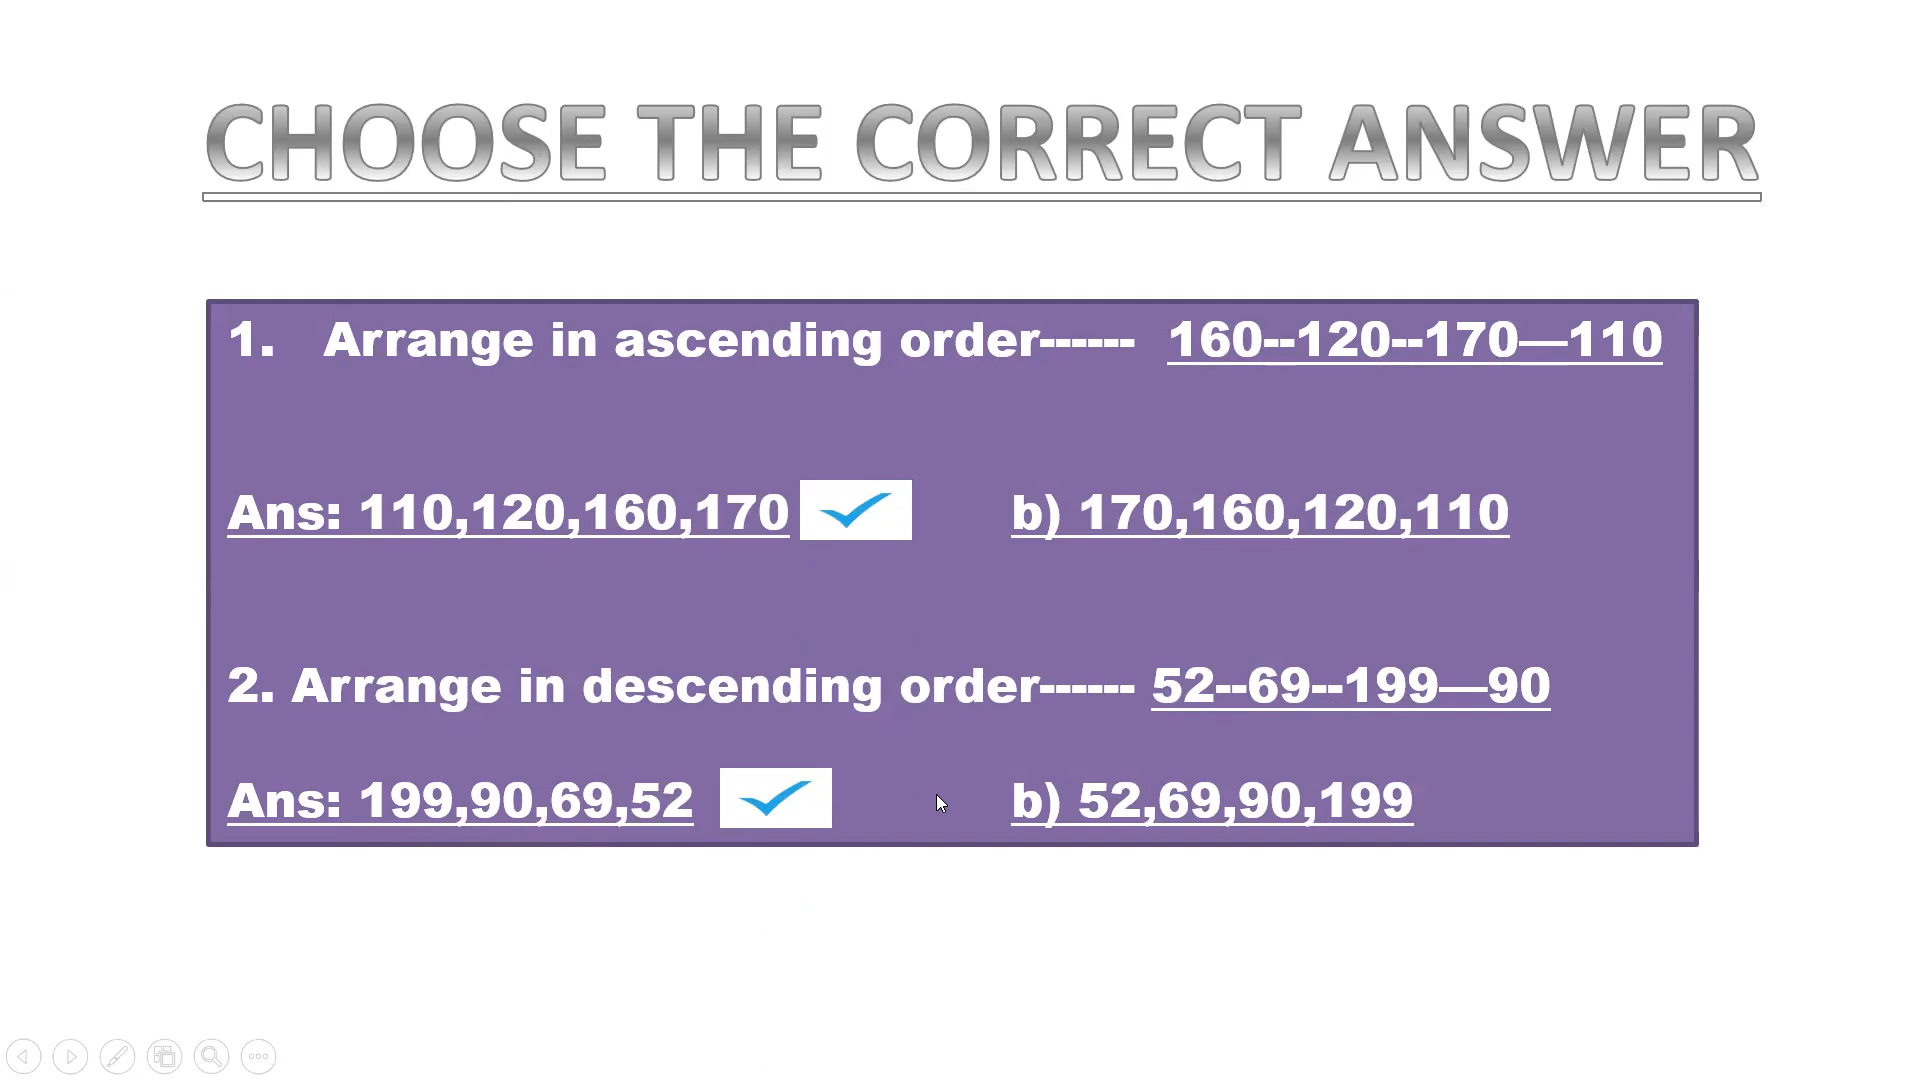 CHOOSE THE CORRECT ANSWER
1. Arrange in ascending order------ 160--120--170—110
Ans: 110,120,160,170 b) 170,160,120,110
2. Arrange in descending order------ 52--69--199—90
Ans: 199,90,69,52 b) 52,69,90,199